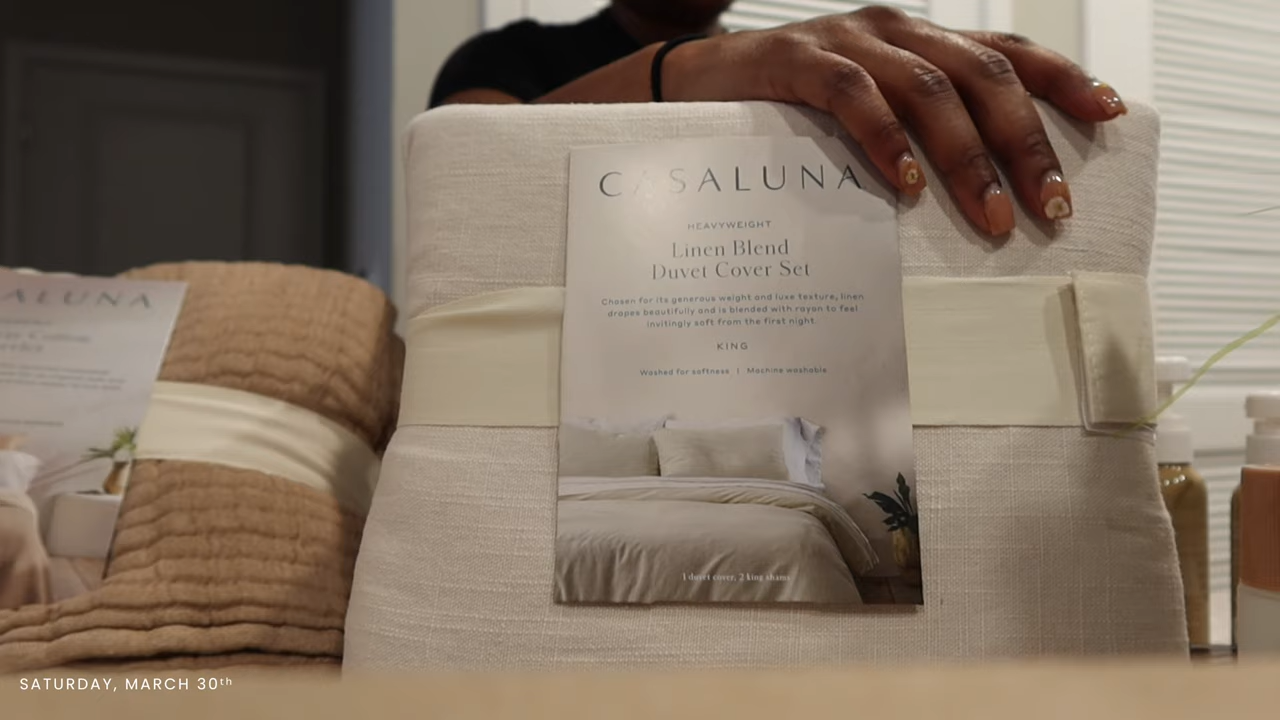 CASALUNA
HEAVYWEIGHT
Linen Blend
Duvet Cover Set
Chosen for its generous weight and luxe texture, linen
drapes beautifully and is blended with rayon to feel
invitingly soft from the first night.
KING
Washed for softness | Machine washable
1 duvet cover, 2 king shams
ALUNA
SATURDAY, MARCH 30th